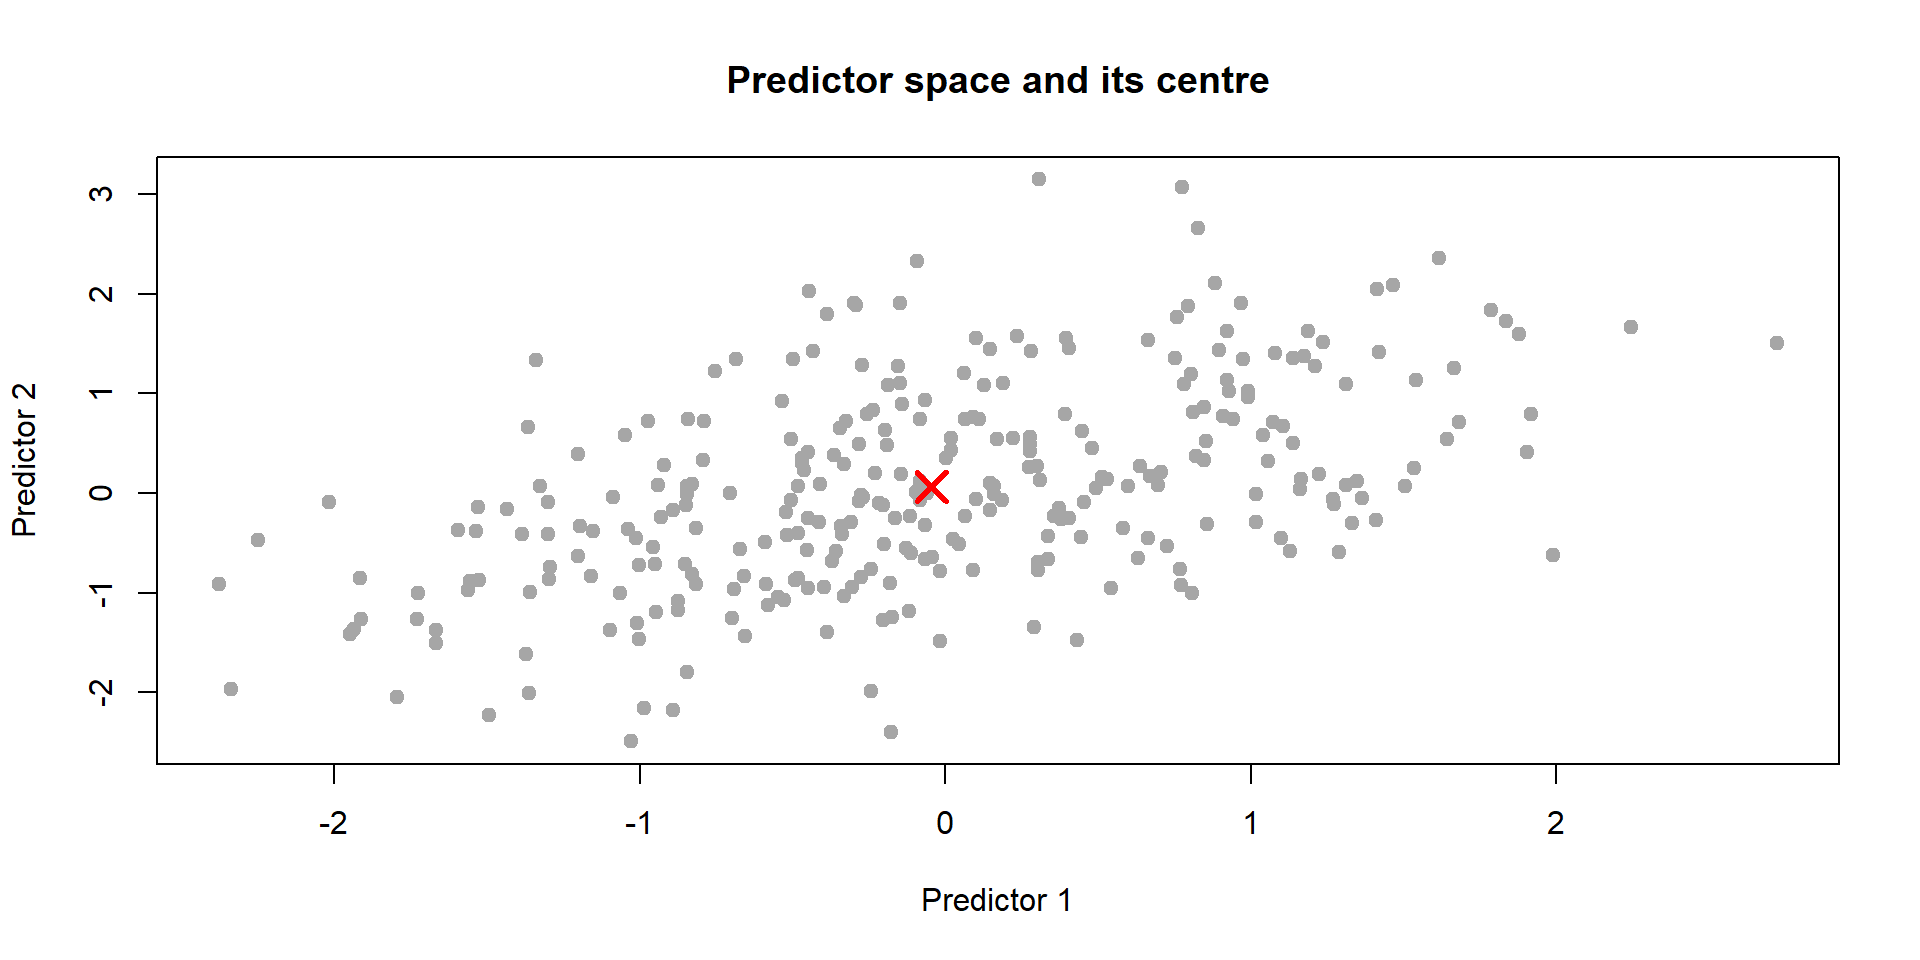 Predictor space and its centre
3
2
1
0
-1
-2
Predictor 2
-2 -1 0 1 2
Predictor 1